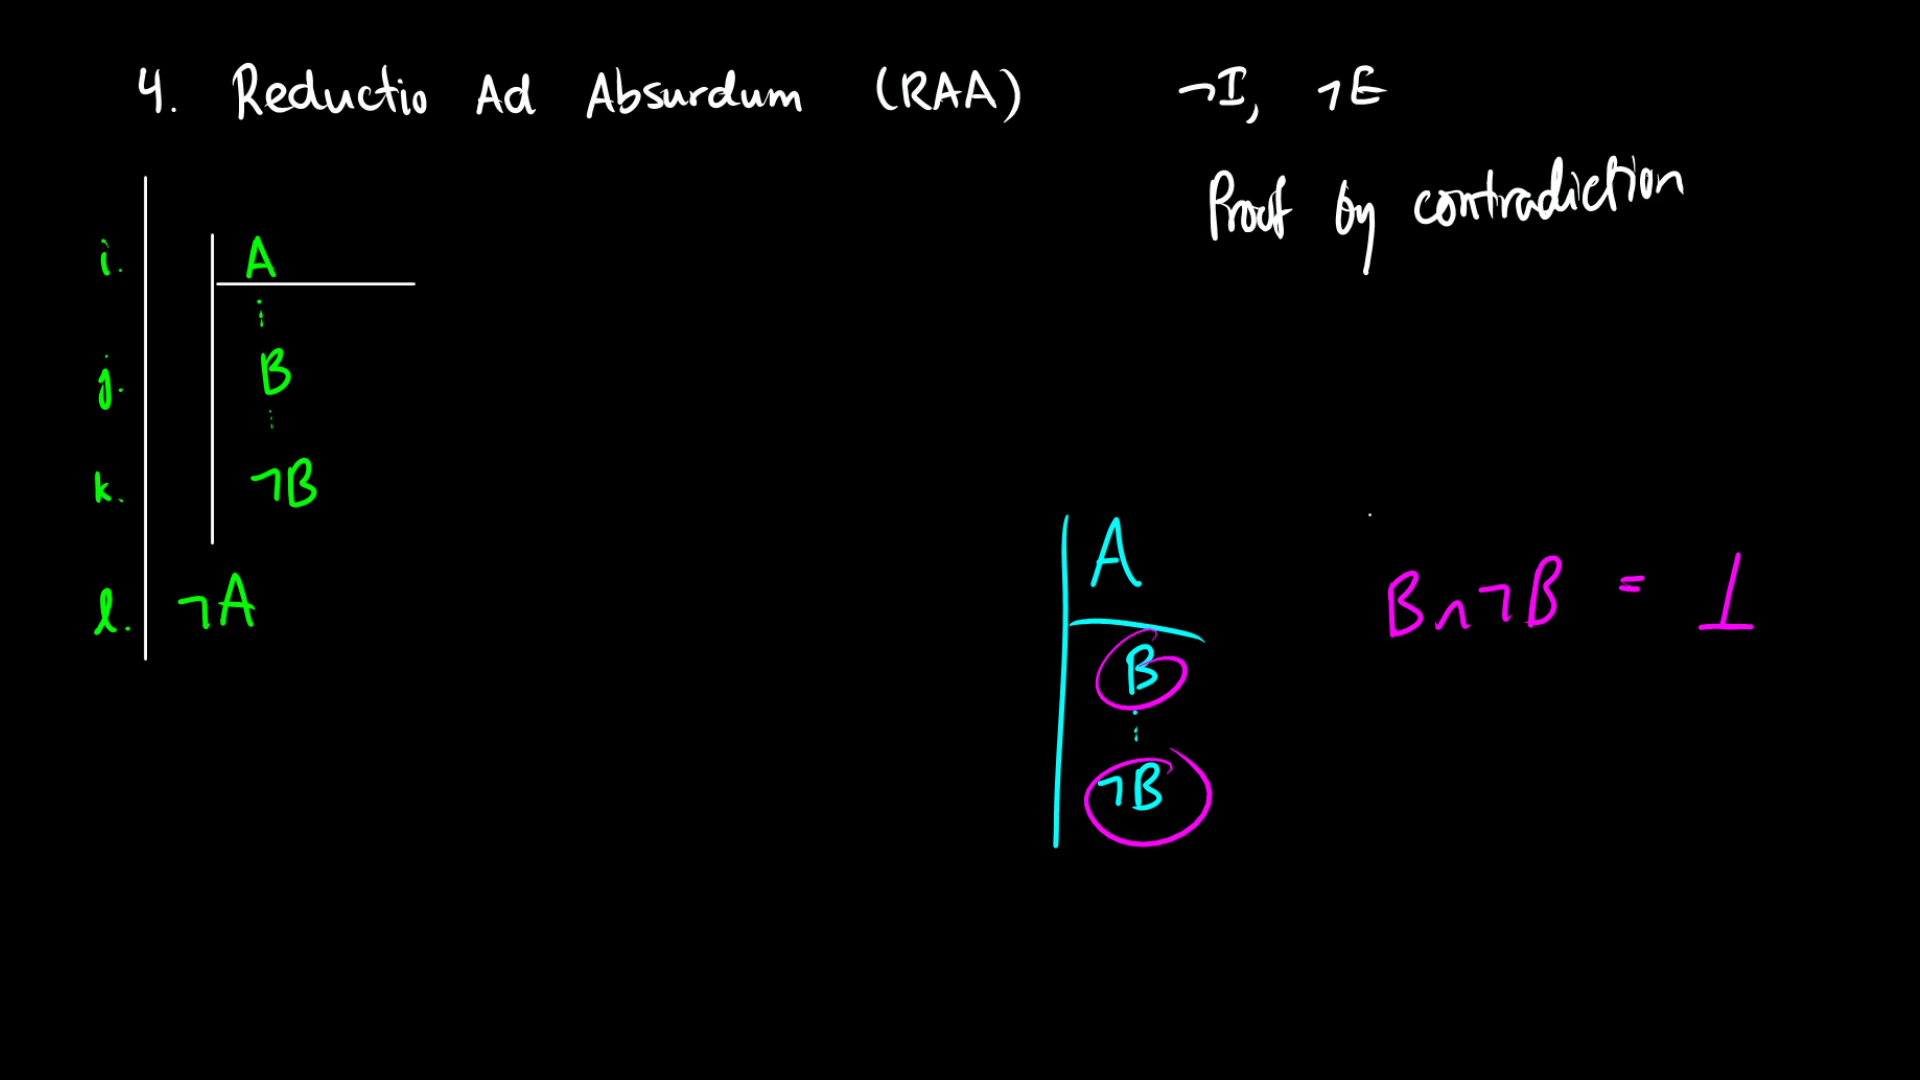 4. Reductio Ad Absurdum (RAA) ¬I, ¬E
Proof by contradiction
i. A
⋮
j. B
⋮
k. ¬B
l. ¬A
A
B
⋮
¬B
B∧¬B = ⊥